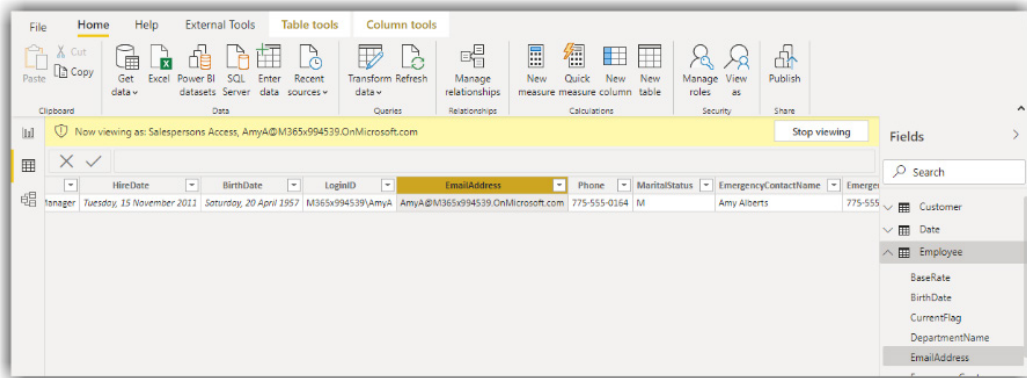 File Home Help External Tools Table tools Column tools
Paste Cut Copy Get data Excel Power BI datasets SQL Server Enter data Recent sources Transform data Refresh Manage relationships New measure Quick measure New column New table Manage roles View as Publish
Clipboard Data Queries Relationships Calculations Security Share
Now viewing as: Salespersons Access, AmyA@M365x994539.OnMicrosoft.com Stop viewing
Fields
Search
HireDate BirthDate LoginID EmailAddress Phone MaritalStatus EmergencyContactName Emerge
Manager Tuesday, 15 November 2011 Saturday, 20 April 1957 M365x994539\AmyA AmyA@M365x994539.OnMicrosoft.com 775-555-0164 M Amy Alberts 775-555
Customer
Date
Employee
BaseRate
BirthDate
CurrentFlag
DepartmentName
EmailAddress